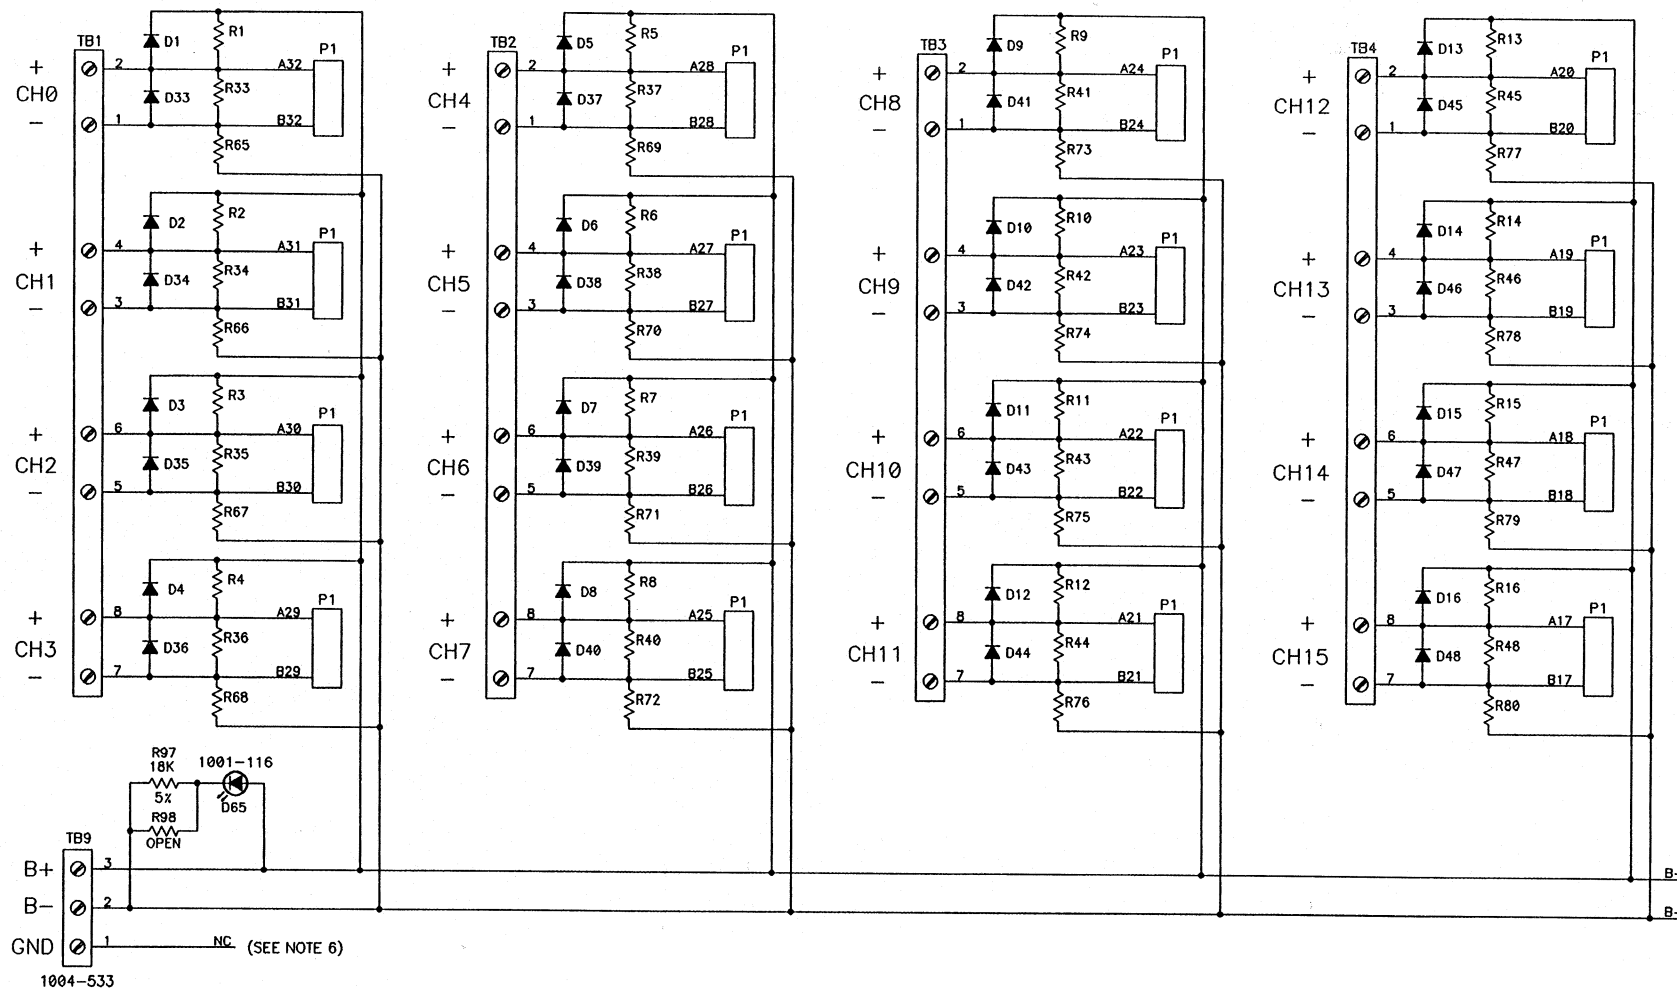 TB1
+
CH0
−
2
1
D1
D33
R1
R33
R65
A32
B32
P1
+
CH1
−
4
3
D2
D34
R2
R34
R66
A31
B31
P1
+
CH2
−
6
5
D3
D35
R3
R35
R67
A30
B30
P1
+
CH3
−
8
7
D4
D36
R4
R36
R68
A29
B29
P1
TB2
+
CH4
−
2
1
D5
D37
R5
R37
R69
A28
B28
P1
+
CH5
−
4
3
D6
D38
R6
R38
R70
A27
B27
P1
+
CH6
−
6
5
D7
D39
R7
R39
R71
A26
B26
P1
+
CH7
−
8
7
D8
D40
R8
R40
R72
A25
B25
P1
TB3
+
CH8
−
2
1
D9
D41
R9
R41
R73
A24
B24
P1
+
CH9
−
4
3
D10
D42
R10
R42
R74
A23
B23
P1
+
CH10
−
6
5
D11
D43
R11
R43
R75
A22
B22
P1
+
CH11
−
8
7
D12
D44
R12
R44
R76
A21
B21
P1
TB4
+
CH12
−
2
1
D13
D45
R13
R45
R77
A20
B20
P1
+
CH13
−
4
3
D14
D46
R14
R46
R78
A19
B19
P1
+
CH14
−
6
5
D15
D47
R15
R47
R79
A18
B18
P1
+
CH15
−
8
7
D16
D48
R16
R48
R80
A17
B17
P1
R97
18K
5%
R98
OPEN
1001-116
D65
TB9
B+
3
B−
2
GND
1
NC (SEE NOTE 6)
1004-533